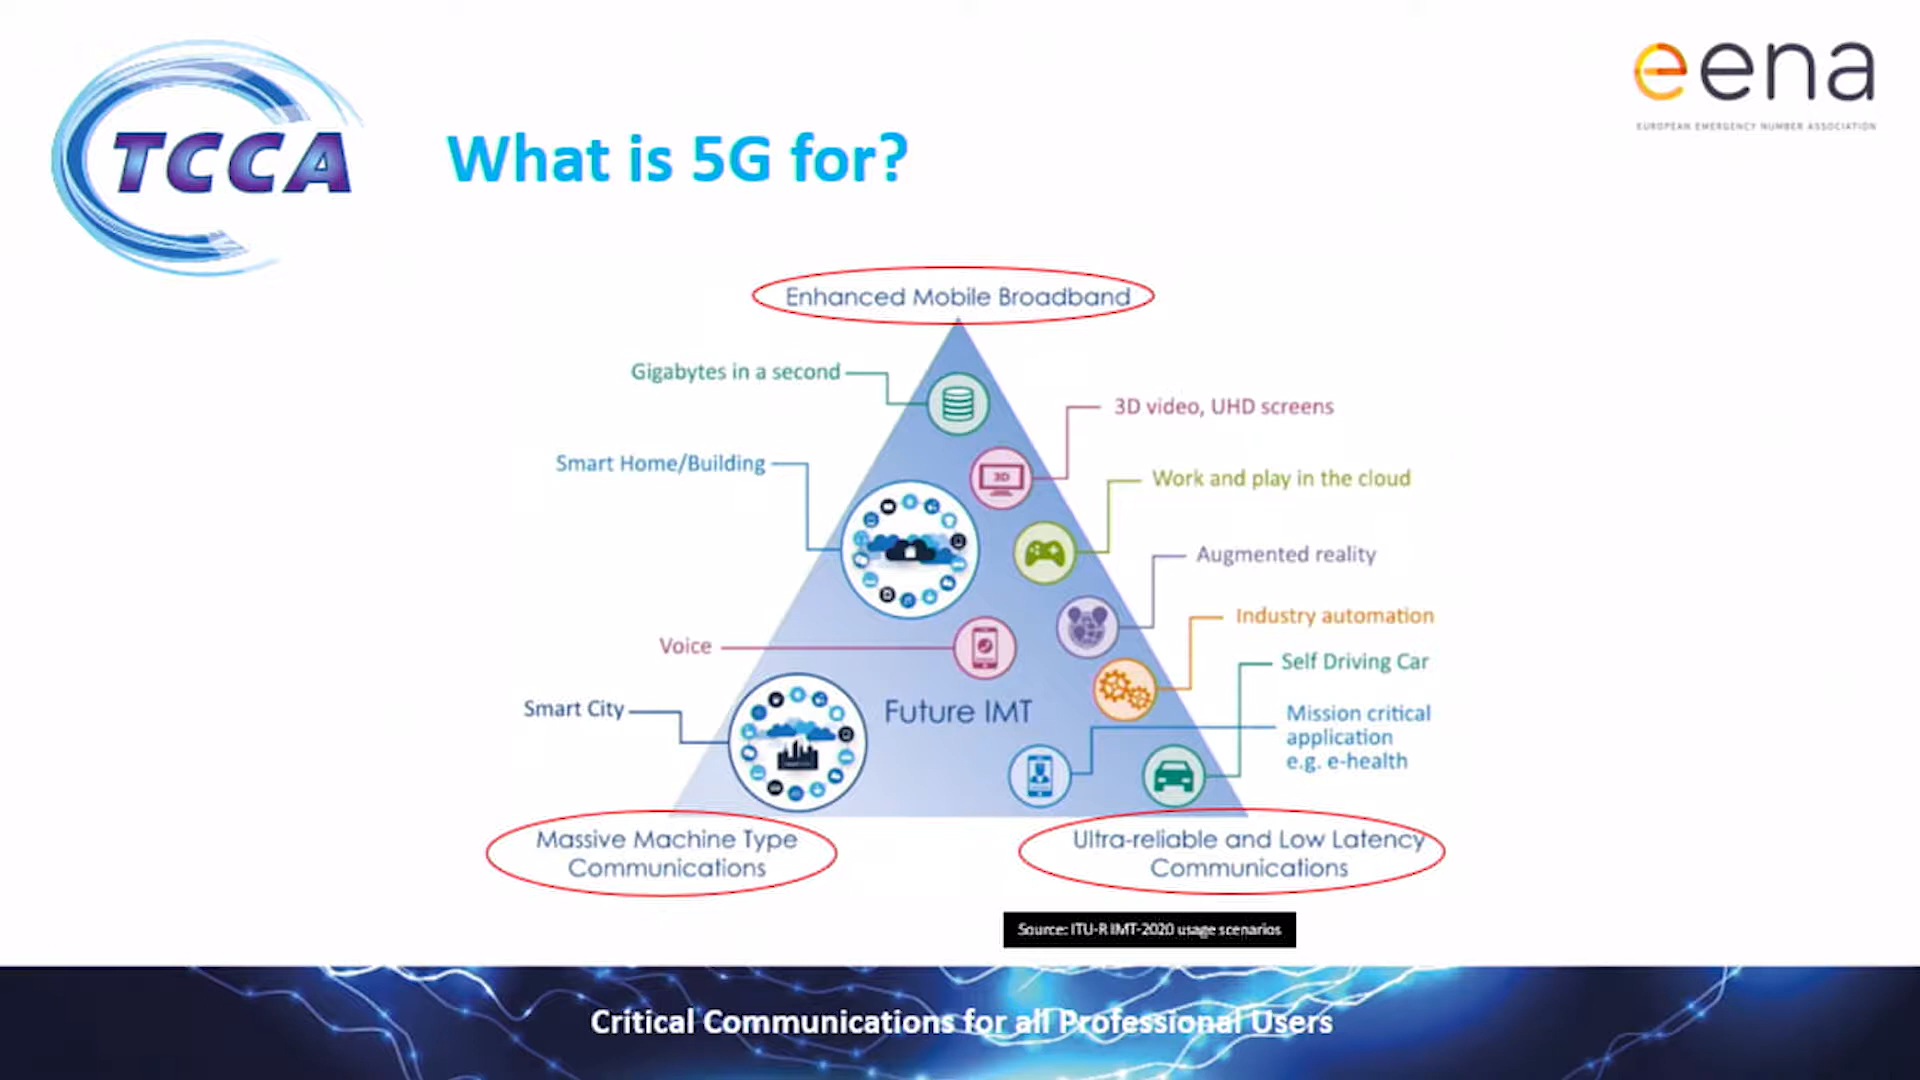 TCCA
eena
EUROPEAN EMERGENCY NUMBER ASSOCIATION
What is 5G for?
Enhanced Mobile Broadband
Gigabytes in a second
3D video, UHD screens
Smart Home/Building
3D
Work and play in the cloud
Augmented reality
Industry automation
Voice
Self Driving Car
Smart City
Future IMT
Mission critical
application
e.g. e-health
Massive Machine Type
Communications
Ultra-reliable and Low Latency
Communications
Source: ITU-R IMT-2020 usage scenarios
Critical Communications for all Professional Users